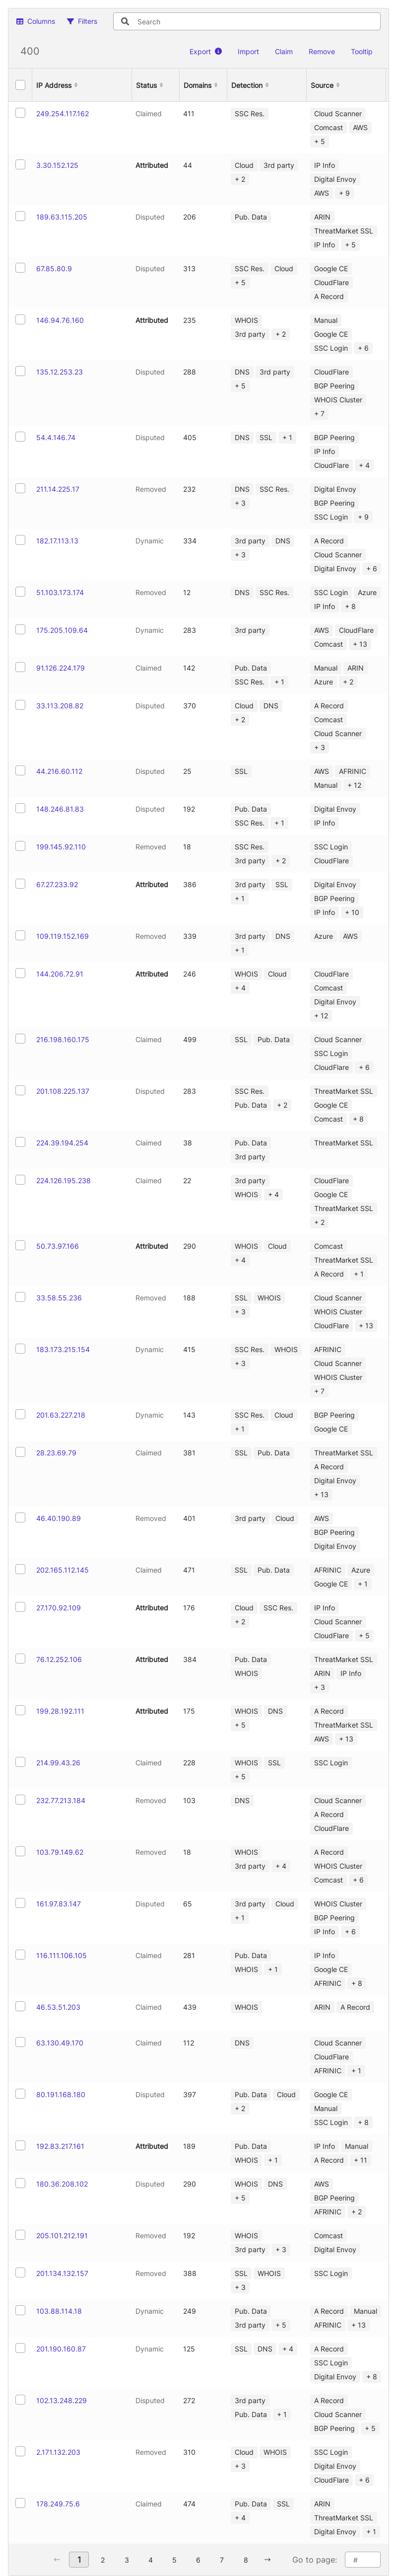 Columns Filters Search
400 Export Import Claim Remove Tooltip
IP Address Status Domains Detection Source
249.254.117.162 Claimed 411 SSC Res. Cloud Scanner
Comcast AWS
+ 5
3.30.152.125 Attributed 44 Cloud 3rd party IP Info
+ 2 Digital Envoy
AWS + 9
189.63.115.205 Disputed 206 Pub. Data ARIN
ThreatMarket SSL
IP Info + 5
67.85.80.9 Disputed 313 SSC Res. Cloud Google CE
+ 5 CloudFlare
A Record
146.94.76.160 Attributed 235 WHOIS Manual
3rd party + 2 Google CE
SSC Login + 6
135.12.253.23 Disputed 288 DNS 3rd party CloudFlare
+ 5 BGP Peering
WHOIS Cluster
+ 7
54.4.146.74 Disputed 405 DNS SSL + 1 BGP Peering
IP Info
CloudFlare + 4
211.14.225.17 Removed 232 DNS SSC Res. Digital Envoy
+ 3 BGP Peering
SSC Login + 9
182.17.113.13 Dynamic 334 3rd party DNS A Record
+ 3 Cloud Scanner
Digital Envoy + 6
51.103.173.174 Removed 12 DNS SSC Res. SSC Login Azure
IP Info + 8
175.205.109.64 Dynamic 283 3rd party AWS CloudFlare
Comcast + 13
91.126.224.179 Claimed 142 Pub. Data Manual ARIN
SSC Res. + 1 Azure + 2
33.113.208.82 Disputed 370 Cloud DNS A Record
+ 2 Comcast
Cloud Scanner
+ 3
44.216.60.112 Disputed 25 SSL AWS AFRINIC
Manual + 12
148.246.81.83 Disputed 192 Pub. Data Digital Envoy
SSC Res. + 1 IP Info
199.145.92.110 Removed 18 SSC Res. SSC Login
3rd party + 2 CloudFlare
67.27.233.92 Attributed 386 3rd party SSL Digital Envoy
+ 1 BGP Peering
IP Info + 10
109.119.152.169 Removed 339 3rd party DNS Azure AWS
+ 1
144.206.72.91 Attributed 246 WHOIS Cloud CloudFlare
+ 4 Comcast
Digital Envoy
+ 12
216.198.160.175 Claimed 499 SSL Pub. Data Cloud Scanner
SSC Login
CloudFlare + 6
201.108.225.137 Disputed 283 SSC Res. ThreatMarket SSL
Pub. Data + 2 Google CE
Comcast + 8
224.39.194.254 Claimed 38 Pub. Data ThreatMarket SSL
3rd party
224.126.195.238 Claimed 22 3rd party CloudFlare
WHOIS + 4 Google CE
ThreatMarket SSL
+ 2
50.73.97.166 Attributed 290 WHOIS Cloud Comcast
+ 4 ThreatMarket SSL
A Record + 1
33.58.55.236 Removed 188 SSL WHOIS Cloud Scanner
+ 3 WHOIS Cluster
CloudFlare + 13
183.173.215.154 Dynamic 415 SSC Res. WHOIS AFRINIC
+ 3 Cloud Scanner
WHOIS Cluster
+ 7
201.63.227.218 Dynamic 143 SSC Res. Cloud BGP Peering
+ 1 Google CE
28.23.69.79 Claimed 381 SSL Pub. Data ThreatMarket SSL
A Record
Digital Envoy
+ 13
46.40.190.89 Removed 401 3rd party Cloud AWS
BGP Peering
Digital Envoy
202.165.112.145 Claimed 471 SSL Pub. Data AFRINIC Azure
Google CE + 1
27.170.92.109 Attributed 176 Cloud SSC Res. IP Info
+ 2 Cloud Scanner
CloudFlare + 5
76.12.252.106 Attributed 384 Pub. Data ThreatMarket SSL
WHOIS ARIN IP Info
+ 3
199.28.192.111 Attributed 175 WHOIS DNS A Record
+ 5 ThreatMarket SSL
AWS + 13
214.99.43.26 Claimed 228 WHOIS SSL SSC Login
+ 5
232.77.213.184 Removed 103 DNS Cloud Scanner
A Record
CloudFlare
103.79.149.62 Removed 18 WHOIS A Record
3rd party + 4 WHOIS Cluster
Comcast + 6
161.97.83.147 Disputed 65 3rd party Cloud WHOIS Cluster
+ 1 BGP Peering
IP Info + 6
116.111.106.105 Claimed 281 Pub. Data IP Info
WHOIS + 1 Google CE
AFRINIC + 8
46.53.51.203 Claimed 439 WHOIS ARIN A Record
63.130.49.170 Claimed 112 DNS Cloud Scanner
CloudFlare
AFRINIC + 1
80.191.168.180 Disputed 397 Pub. Data Cloud Google CE
+ 2 Manual
SSC Login + 8
192.83.217.161 Attributed 189 Pub. Data IP Info Manual
WHOIS + 1 A Record + 11
180.36.208.102 Disputed 290 WHOIS DNS AWS
+ 5 BGP Peering
AFRINIC + 2
205.101.212.191 Removed 192 WHOIS Comcast
3rd party + 3 Digital Envoy
201.134.132.157 Removed 388 SSL WHOIS SSC Login
+ 3
103.88.114.18 Dynamic 249 Pub. Data A Record Manual
3rd party + 5 AFRINIC + 13
201.190.160.87 Dynamic 125 SSL DNS + 4 A Record
SSC Login
Digital Envoy + 8
102.13.248.229 Disputed 272 3rd party A Record
Pub. Data + 1 Cloud Scanner
BGP Peering + 5
2.171.132.203 Removed 310 Cloud WHOIS SSC Login
+ 3 Digital Envoy
CloudFlare + 6
178.249.75.6 Claimed 474 Pub. Data SSL ARIN
+ 4 ThreatMarket SSL
Digital Envoy + 1
← 1 2 3 4 5 6 7 8 → Go to page: #